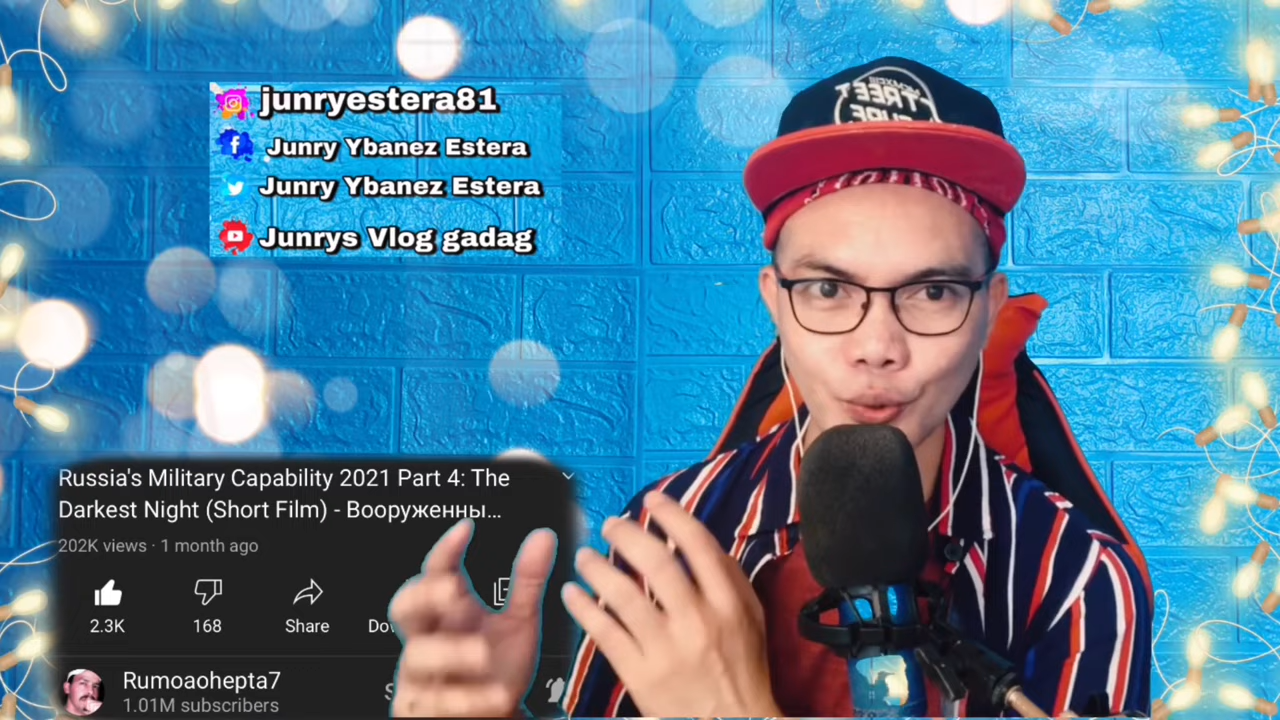 junryestera81
Junry Ybanez Estera
Junry Ybanez Estera
Junrys Vlog gadag
Russia's Military Capability 2021 Part 4: The
Darkest Night (Short Film) - Вооруженны...
202K views · 1 month ago
2.3K
168
Share
Rumoaohepta7
1.01M subscribers